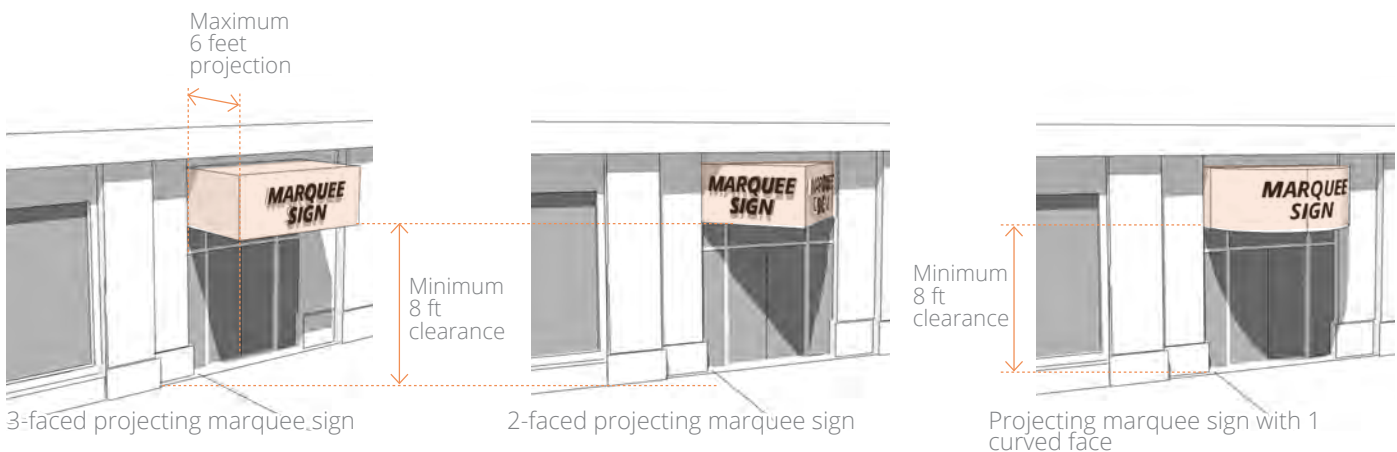 Maximum
6 feet
projection
MARQUEE
SIGN
MARQUEE
SIGN
MARQUEE
MARQUEE
SIGN
Minimum
8 ft
clearance
Minimum
8 ft
clearance
3-faced projecting marquee sign
2-faced projecting marquee sign
Projecting marquee sign with 1
curved face